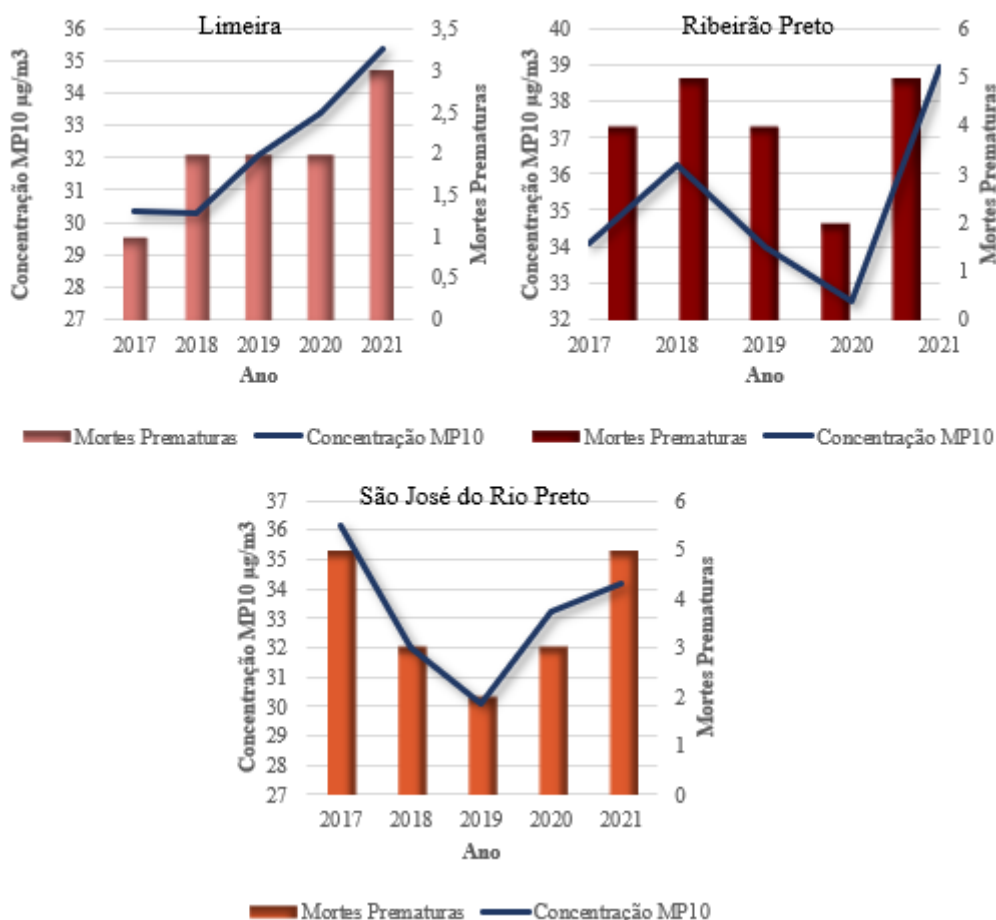 Limeira
Concentração MP10 µg/m3
36
35
34
33
32
31
30
29
28
27
3,5
3
2,5
2
1,5
1
0,5
0
Mortes Prematuras
2017 2018 2019 2020 2021
Ano
Mortes Prematuras Concentração MP10
Ribeirão Preto
Concentração MP10 µg/m3
40
39
38
37
36
35
34
33
32
6
5
4
3
2
1
0
Mortes Prematuras
2017 2018 2019 2020 2021
Ano
Mortes Prematuras Concentração MP10
São José do Rio Preto
Concentração MP10 µg/m3
37
36
35
34
33
32
31
30
29
28
27
6
5
4
3
2
1
0
Mortes Prematuras
2017 2018 2019 2020 2021
Ano
Mortes Prematuras Concentração MP10